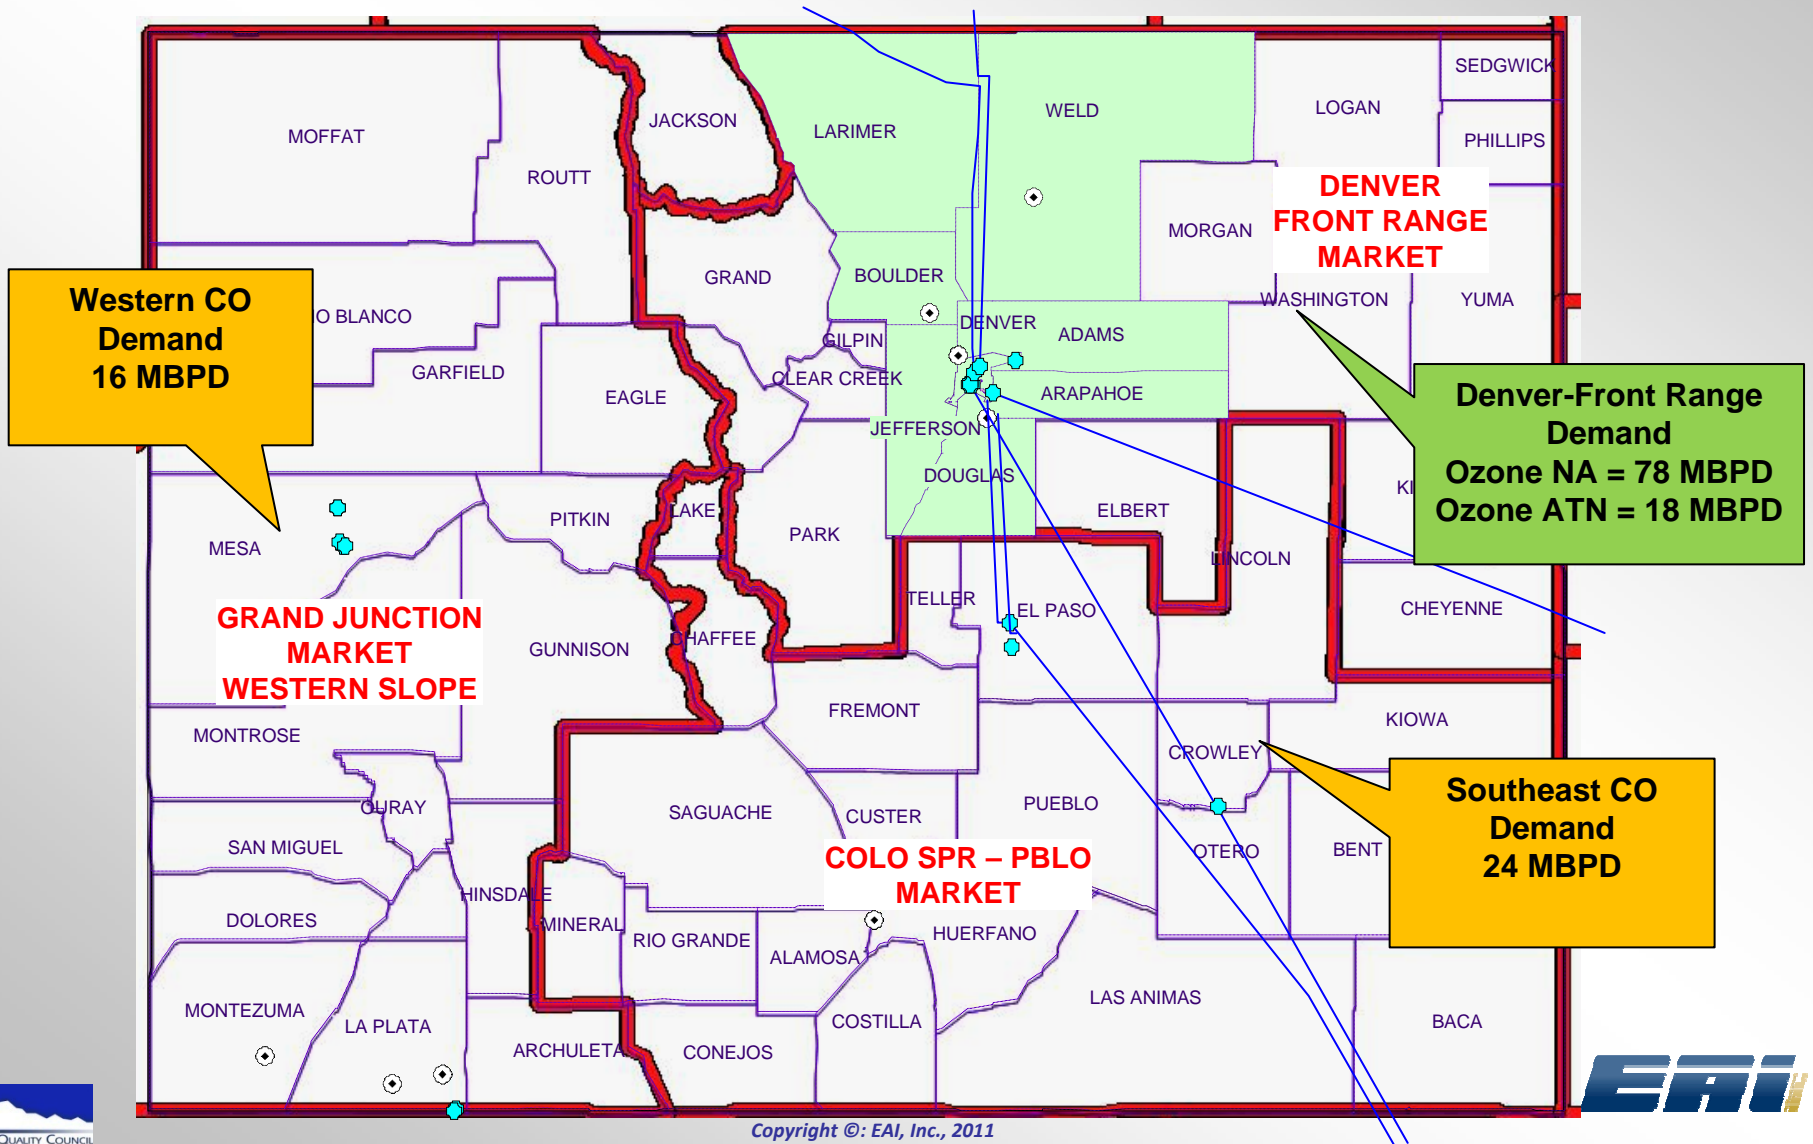 SEDGWICK
LOGAN
WELD
JACKSON
LARIMER
MOFFAT
PHILLIPS
ROUTT
DENVER
FRONT RANGE
MARKET
MORGAN
GRAND
BOULDER
WASHINGTON
YUMA
Western CO
Demand
16 MBPD
O BLANCO
DENVER
ADAMS
GILPIN
GARFIELD
CLEAR CREEK
EAGLE
ARAPAHOE
Denver-Front Range
Demand
Ozone NA = 78 MBPD
Ozone ATN = 18 MBPD
JEFFERSON
DOUGLAS
KI
LAKE
ELBERT
PITKIN
PARK
MESA
LINCOLN
TELLER
EL PASO
CHEYENNE
GRAND JUNCTION
MARKET
WESTERN SLOPE
CHAFFEE
GUNNISON
FREMONT
KIOWA
MONTROSE
CROWLEY
Southeast CO
Demand
24 MBPD
OURAY
SAGUACHE
CUSTER
PUEBLO
SAN MIGUEL
OTERO
BENT
COLO SPR – PBLO
MARKET
HINSDALE
DOLORES
MINERAL
RIO GRANDE
HUERFANO
ALAMOSA
LAS ANIMAS
MONTEZUMA
LA PLATA
COSTILLA
BACA
ARCHULETA
CONEJOS
EAI
QUALITY COUNCIL
Copyright ©: EAI, Inc., 2011